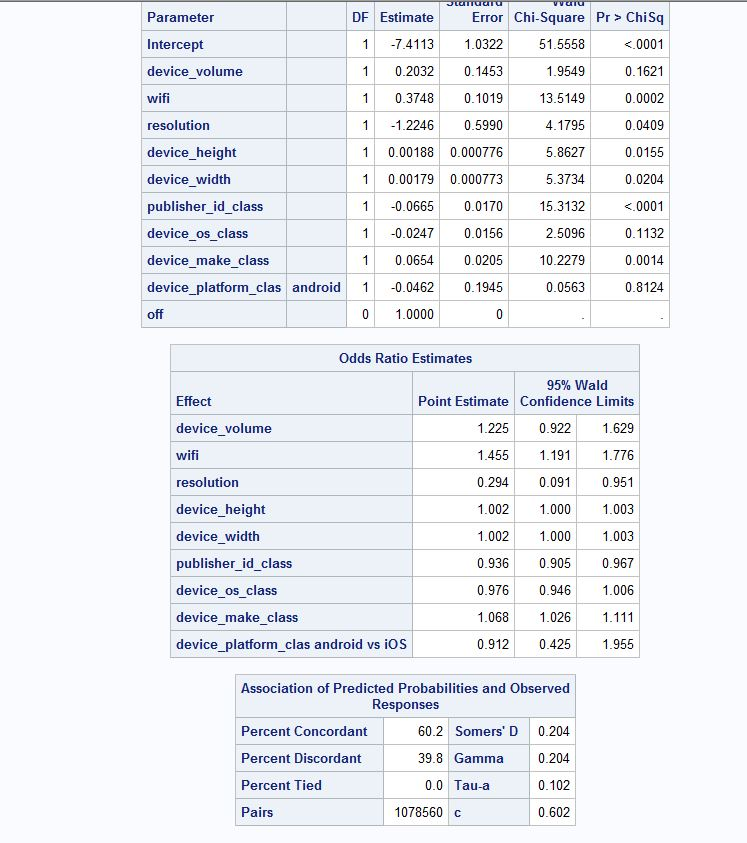 Parameter DF Estimate Error Chi-Square Pr > ChiSq
Intercept 1 -7.4113 1.0322 51.5558 <.0001
device_volume 1 0.2032 0.1453 1.9549 0.1621
wifi 1 0.3748 0.1019 13.5149 0.0002
resolution 1 -1.2246 0.5990 4.1795 0.0409
device_height 1 0.00188 0.000776 5.8627 0.0155
device_width 1 0.00179 0.000773 5.3734 0.0204
publisher_id_class 1 -0.0665 0.0170 15.3132 <.0001
device_os_class 1 -0.0247 0.0156 2.5096 0.1132
device_make_class 1 0.0654 0.0205 10.2279 0.0014
device_platform_clas android 1 -0.0462 0.1945 0.0563 0.8124
off 0 1.0000 0 . .
Odds Ratio Estimates
95% Wald
Effect Point Estimate Confidence Limits
device_volume 1.225 0.922 1.629
wifi 1.455 1.191 1.776
resolution 0.294 0.091 0.951
device_height 1.002 1.000 1.003
device_width 1.002 1.000 1.003
publisher_id_class 0.936 0.905 0.967
device_os_class 0.976 0.946 1.006
device_make_class 1.068 1.026 1.111
device_platform_clas android vs iOS 0.912 0.425 1.955
Association of Predicted Probabilities and Observed
Responses
Percent Concordant 60.2 Somers' D 0.204
Percent Discordant 39.8 Gamma 0.204
Percent Tied 0.0 Tau-a 0.102
Pairs 1078560 c 0.602